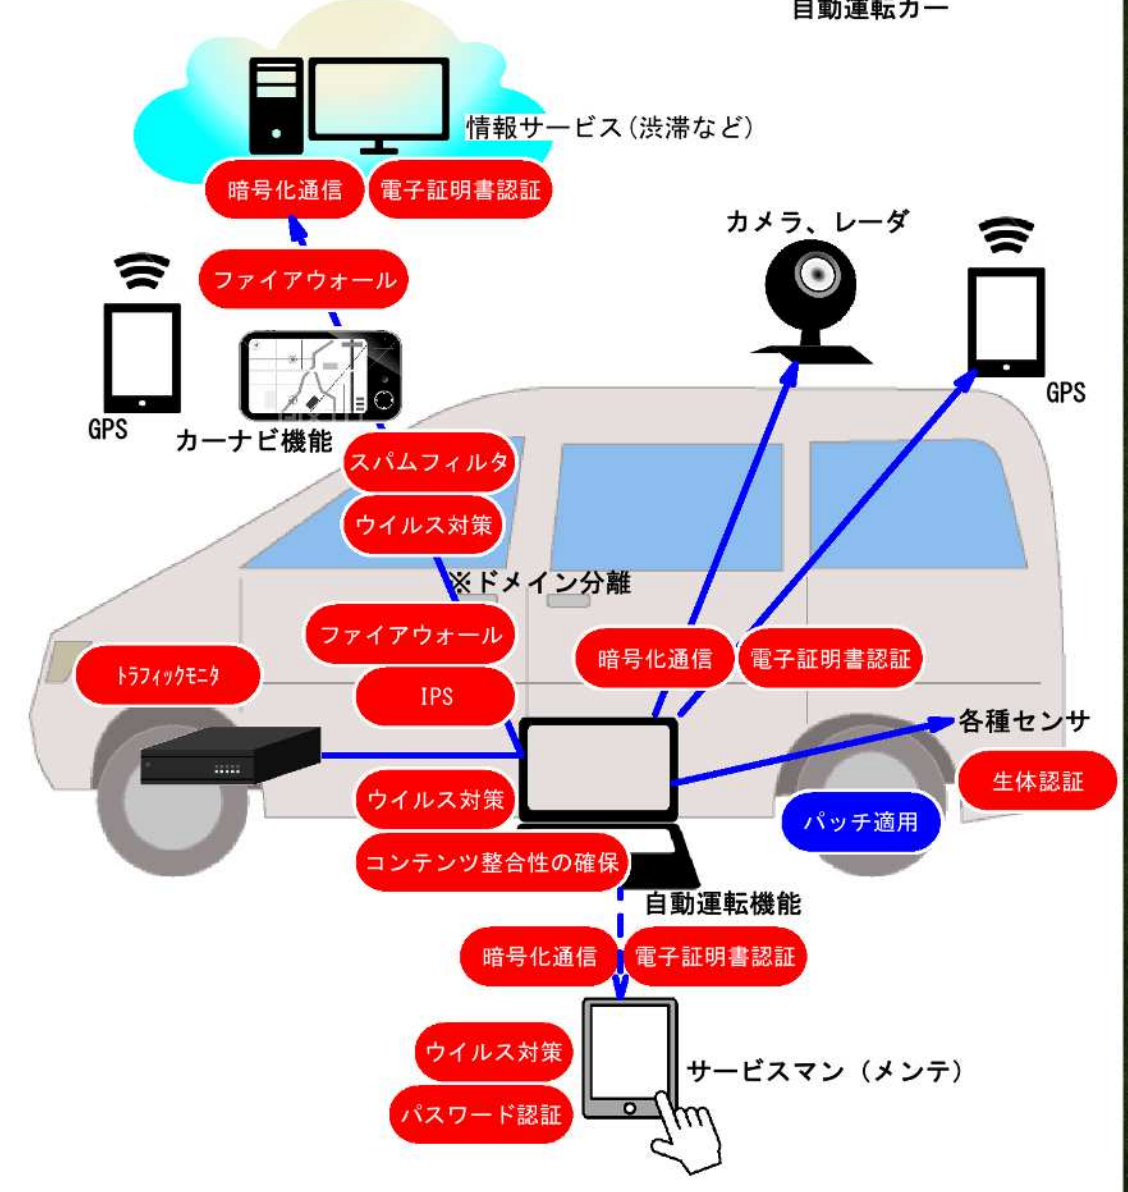 自動運転カー
情報サービス(渋滞など)
暗号化通信
電子証明書認証
カメラ、レーダ
ファイアウォール
GPS
GPS
カーナビ機能
スパムフィルタ
ウイルス対策
※ドメイン分離
ファイアウォール
暗号化通信
電子証明書認証
トラフィックモニタ
IPS
各種センサ
生体認証
ウイルス対策
パッチ適用
コンテンツ整合性の確保
自動運転機能
暗号化通信
電子証明書認証
ウイルス対策
サービスマン（メンテ）
パスワード認証